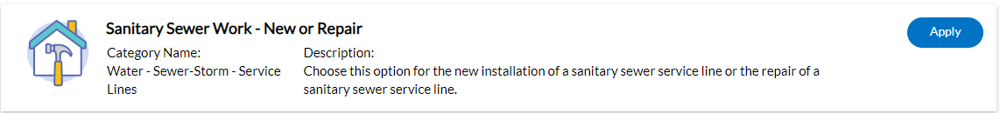 Sanitary Sewer Work - New or Repair
Apply
Category Name:
Water - Sewer-Storm - Service
Lines
Description:
Choose this option for the new installation of a sanitary sewer service line or the repair of a
sanitary sewer service line.